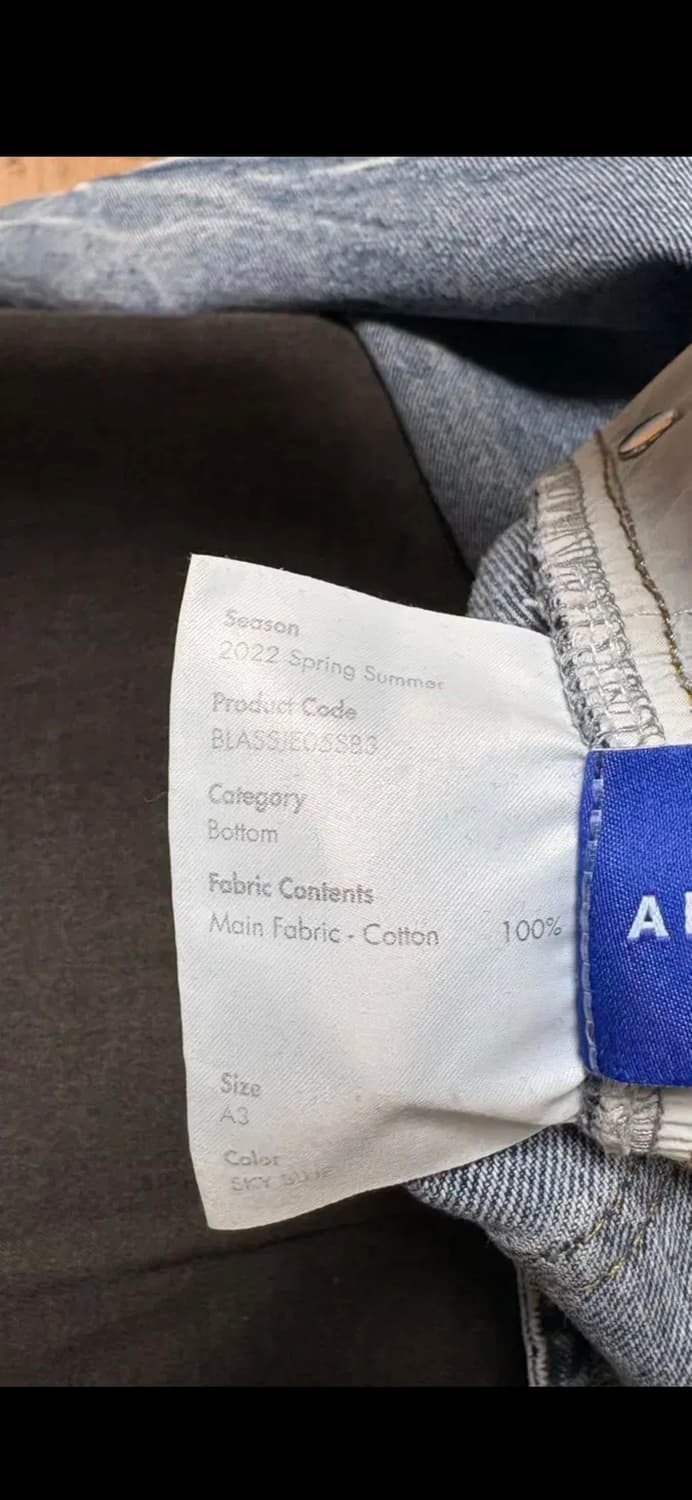 Season
2022 Spring Summer
Product Code
BLASSJE05SB3
Category
Bottom
Fabric Contents
Main Fabric - Cotton 100%
A
Size
A3
Color
SKY BLUE